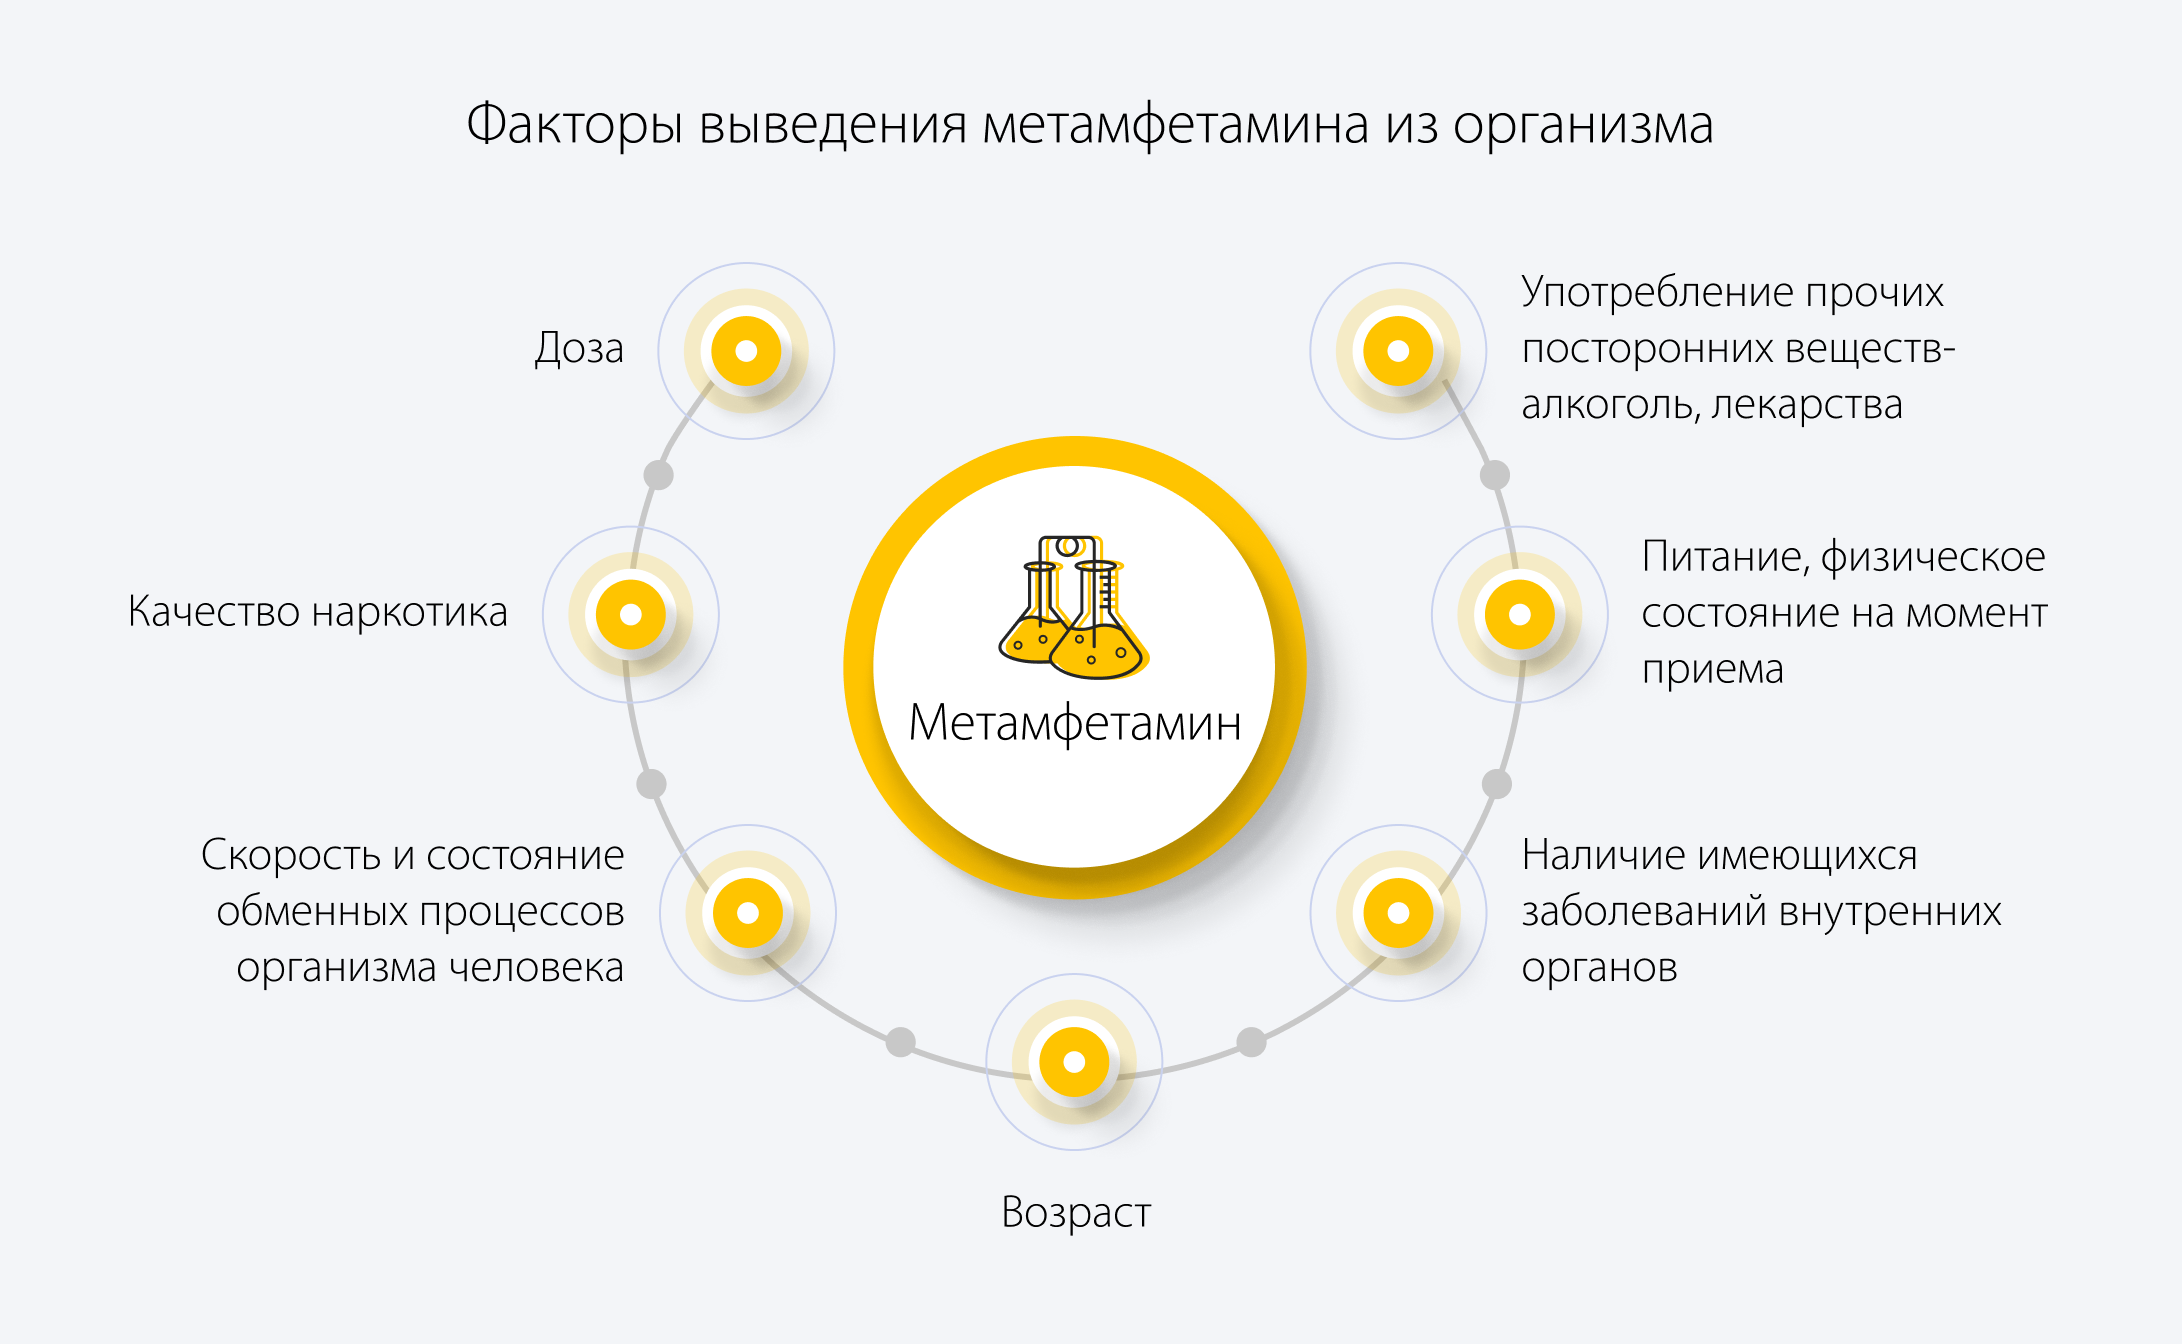 Факторы выведения метамфетамина из организма
Доза
Качество наркотика
Скорость и состояние
обменных процессов
организма человека
Возраст
Метамфетамин
Употребление прочих
посторонних веществ-
алкоголь, лекарства
Питание, физическое
состояние на момент
приема
Наличие имеющихся
заболеваний внутренних
органов